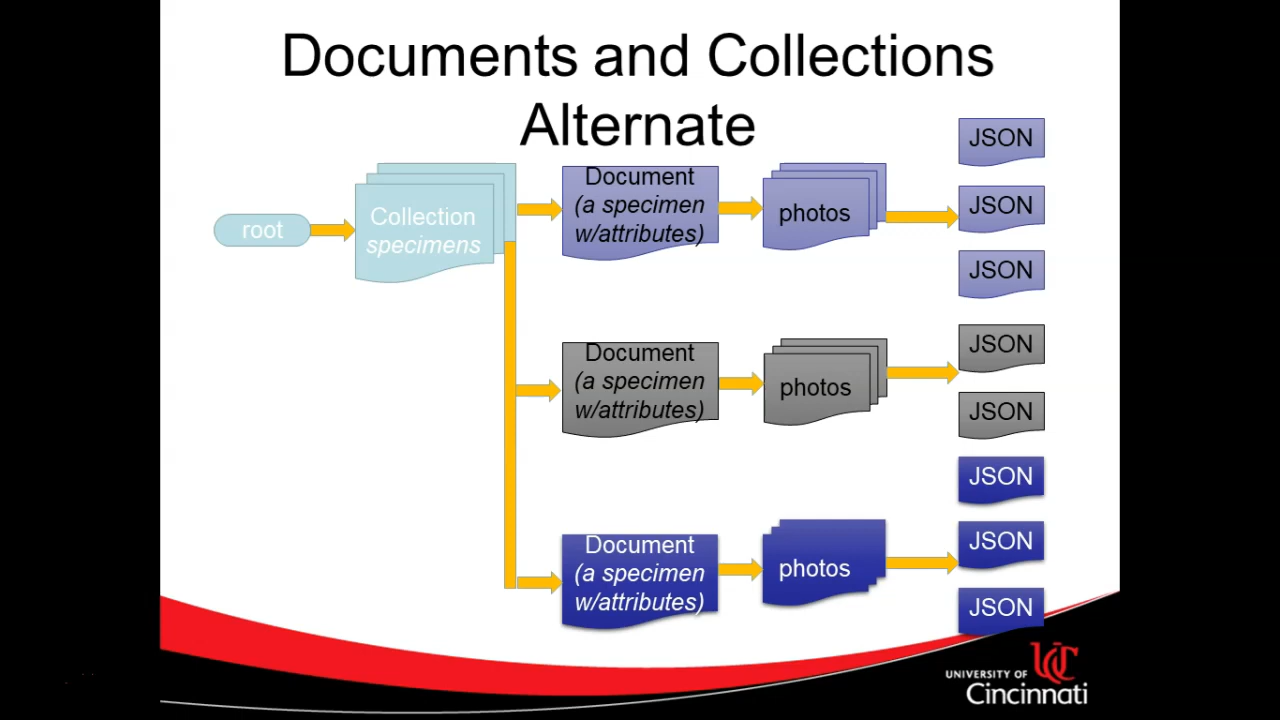 Documents and Collections
Alternate
root
Collection
specimens
Document
(a specimen
w/attributes)
photos
JSON
JSON
JSON
Document
(a specimen
w/attributes)
photos
JSON
JSON
Document
(a specimen
w/attributes)
photos
JSON
JSON
JSON
UC
UNIVERSITY OF
Cincinnati